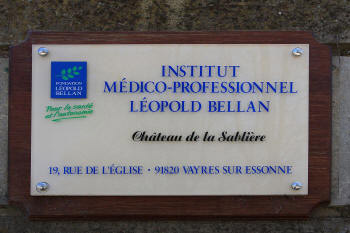 FONDATION
LÉOPOLD
BELLAN
Pour la santé
et l'autonomie
INSTITUT
MÉDICO-PROFESSIONNEL
LÉOPOLD BELLAN
Château de la Sablière
19, RUE DE L'ÉGLISE • 91820 VAYRES SUR ESSONNE